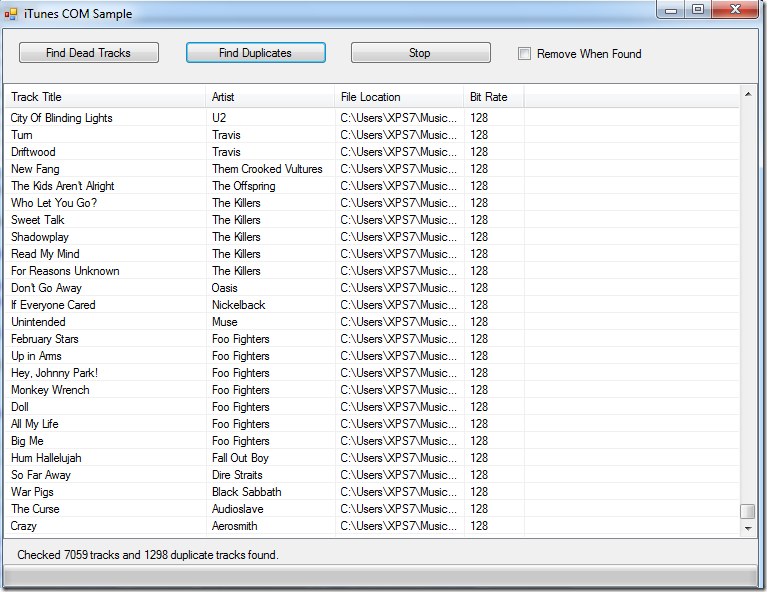 iTunes COM Sample
Find Dead Tracks Find Duplicates Stop Remove When Found
Track Title Artist File Location Bit Rate
City Of Blinding Lights U2 C:\Users\XPS7\Music... 128
Turn Travis C:\Users\XPS7\Music... 128
Driftwood Travis C:\Users\XPS7\Music... 128
New Fang Them Crooked Vultures C:\Users\XPS7\Music... 128
The Kids Aren't Alright The Offspring C:\Users\XPS7\Music... 128
Who Let You Go? The Killers C:\Users\XPS7\Music... 128
Sweet Talk The Killers C:\Users\XPS7\Music... 128
Shadowplay The Killers C:\Users\XPS7\Music... 128
Read My Mind The Killers C:\Users\XPS7\Music... 128
For Reasons Unknown The Killers C:\Users\XPS7\Music... 128
Don't Go Away Oasis C:\Users\XPS7\Music... 128
If Everyone Cared Nickelback C:\Users\XPS7\Music... 128
Unintended Muse C:\Users\XPS7\Music... 128
February Stars Foo Fighters C:\Users\XPS7\Music... 128
Up in Arms Foo Fighters C:\Users\XPS7\Music... 128
Hey, Johnny Park! Foo Fighters C:\Users\XPS7\Music... 128
Monkey Wrench Foo Fighters C:\Users\XPS7\Music... 128
Doll Foo Fighters C:\Users\XPS7\Music... 128
All My Life Foo Fighters C:\Users\XPS7\Music... 128
Big Me Foo Fighters C:\Users\XPS7\Music... 128
Hum Hallelujah Fall Out Boy C:\Users\XPS7\Music... 128
So Far Away Dire Straits C:\Users\XPS7\Music... 128
War Pigs Black Sabbath C:\Users\XPS7\Music... 128
The Curse Audioslave C:\Users\XPS7\Music... 128
Crazy Aerosmith C:\Users\XPS7\Music... 128
Checked 7059 tracks and 1298 duplicate tracks found.